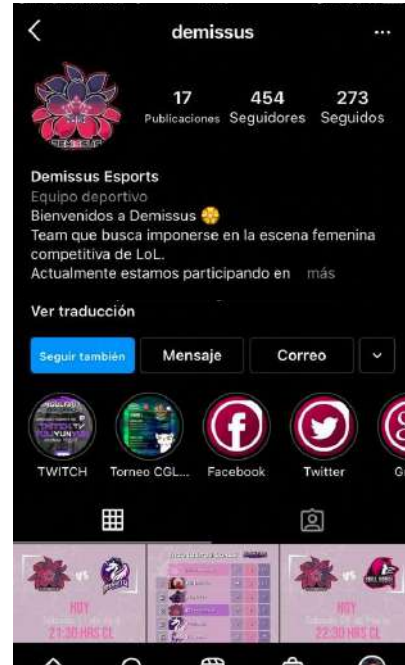 demissus
17 454 273
Publicaciones Seguidores Seguidos
DEMISSUS
Demissus Esports
Equipo deportivo
Bienvenidos a Demissus
Team que busca imponerse en la escena femenina
competitiva de LoL.
Actualmente estamos participando en más
Ver traducción
Seguir también Mensaje Correo
TWITCH Torneo CGL... Facebook Twitter G
VS VS
HOY HOY
21:30 HRS CL 22:30 HRS CL